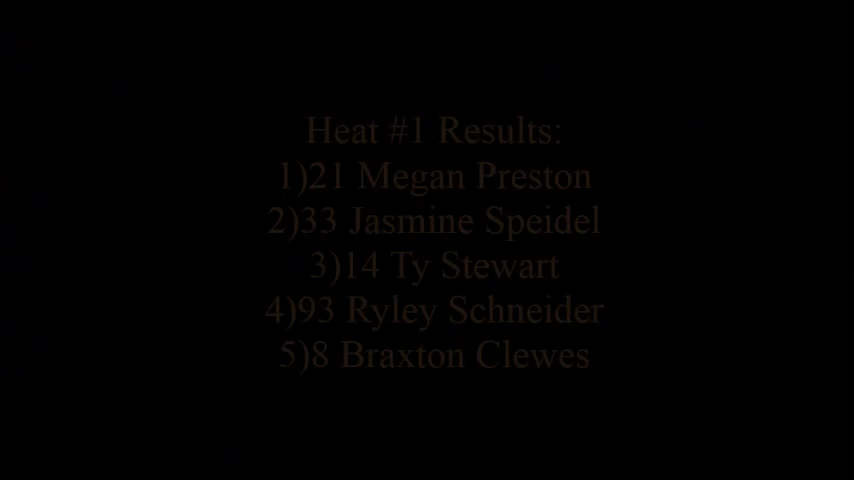 Heat #1 Results:
1)21 Megan Preston
2)33 Jasmine Speidel
3)14 Ty Stewart
4)93 Ryley Schneider
5)8 Braxton Clewes